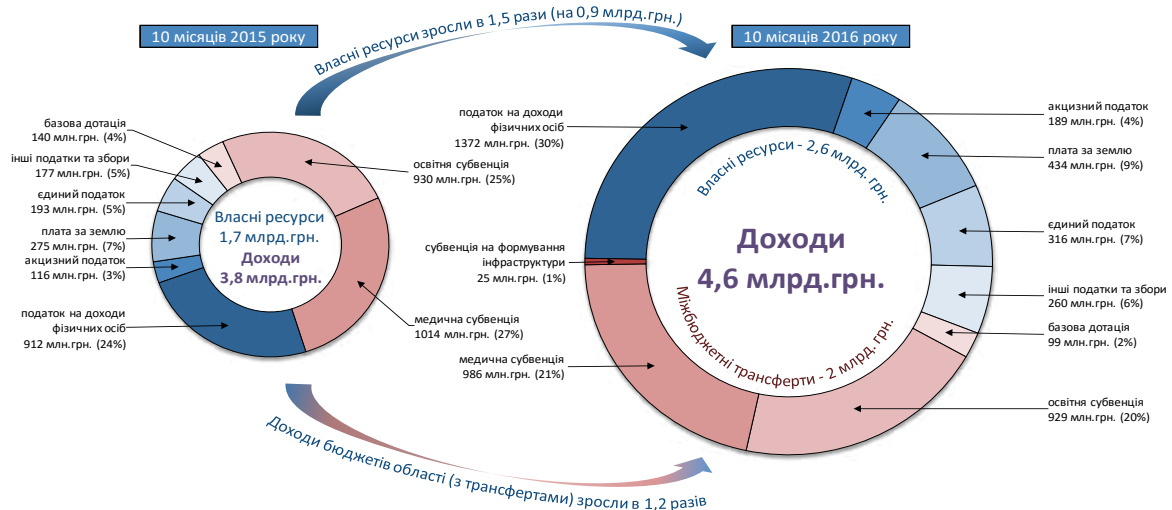 10 місяців 2015 року
Власні ресурси зросли в 1,5 рази (на 0,9 млрд.грн.)
10 місяців 2016 року
базова дотація
140 млн.грн. (4%)
інші податки та збори
177 млн.грн. (5%)
єдиний податок
193 млн.грн. (5%)
плата за землю
275 млн.грн. (7%)
акцизний податок
116 млн.грн. (3%)
податок на доходи
фізичних осіб
912 млн.грн. (24%)
освітня субвенція
930 млн.грн. (25%)
медична субвенція
1014 млн.грн. (27%)
Власні ресурси
1,7 млрд.грн.
Доходи
3,8 млрд.грн.
податок на доходи
фізичних осіб
1372 млн.грн. (30%)
субвенція на формування
інфраструктури
25 млн.грн. (1%)
медична субвенція
986 млн.грн. (21%)
Власні ресурси - 2,6 млрд. грн.
Доходи
4,6 млрд.грн.
Міжбюджетні трансферти - 2 млрд. грн.
акцизний податок
189 млн.грн. (4%)
плата за землю
434 млн.грн. (9%)
єдиний податок
316 млн.грн. (7%)
інші податки та збори
260 млн.грн. (6%)
базова дотація
99 млн.грн. (2%)
освітня субвенція
929 млн.грн. (20%)
Доходи бюджетів області (з трансфертами) зросли в 1,2 разів